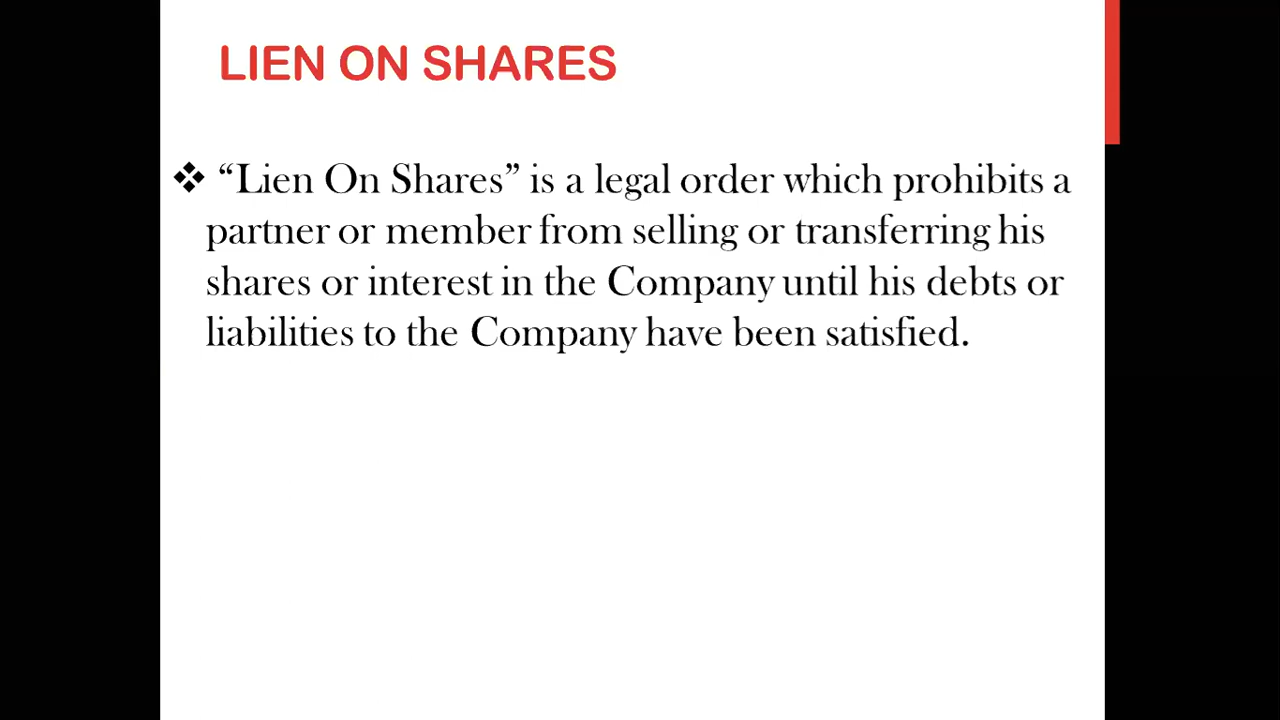 LIEN ON SHARES
❖ “Lien On Shares” is a legal order which prohibits a
partner or member from selling or transferring his
shares or interest in the Company until his debts or
liabilities to the Company have been satisfied.